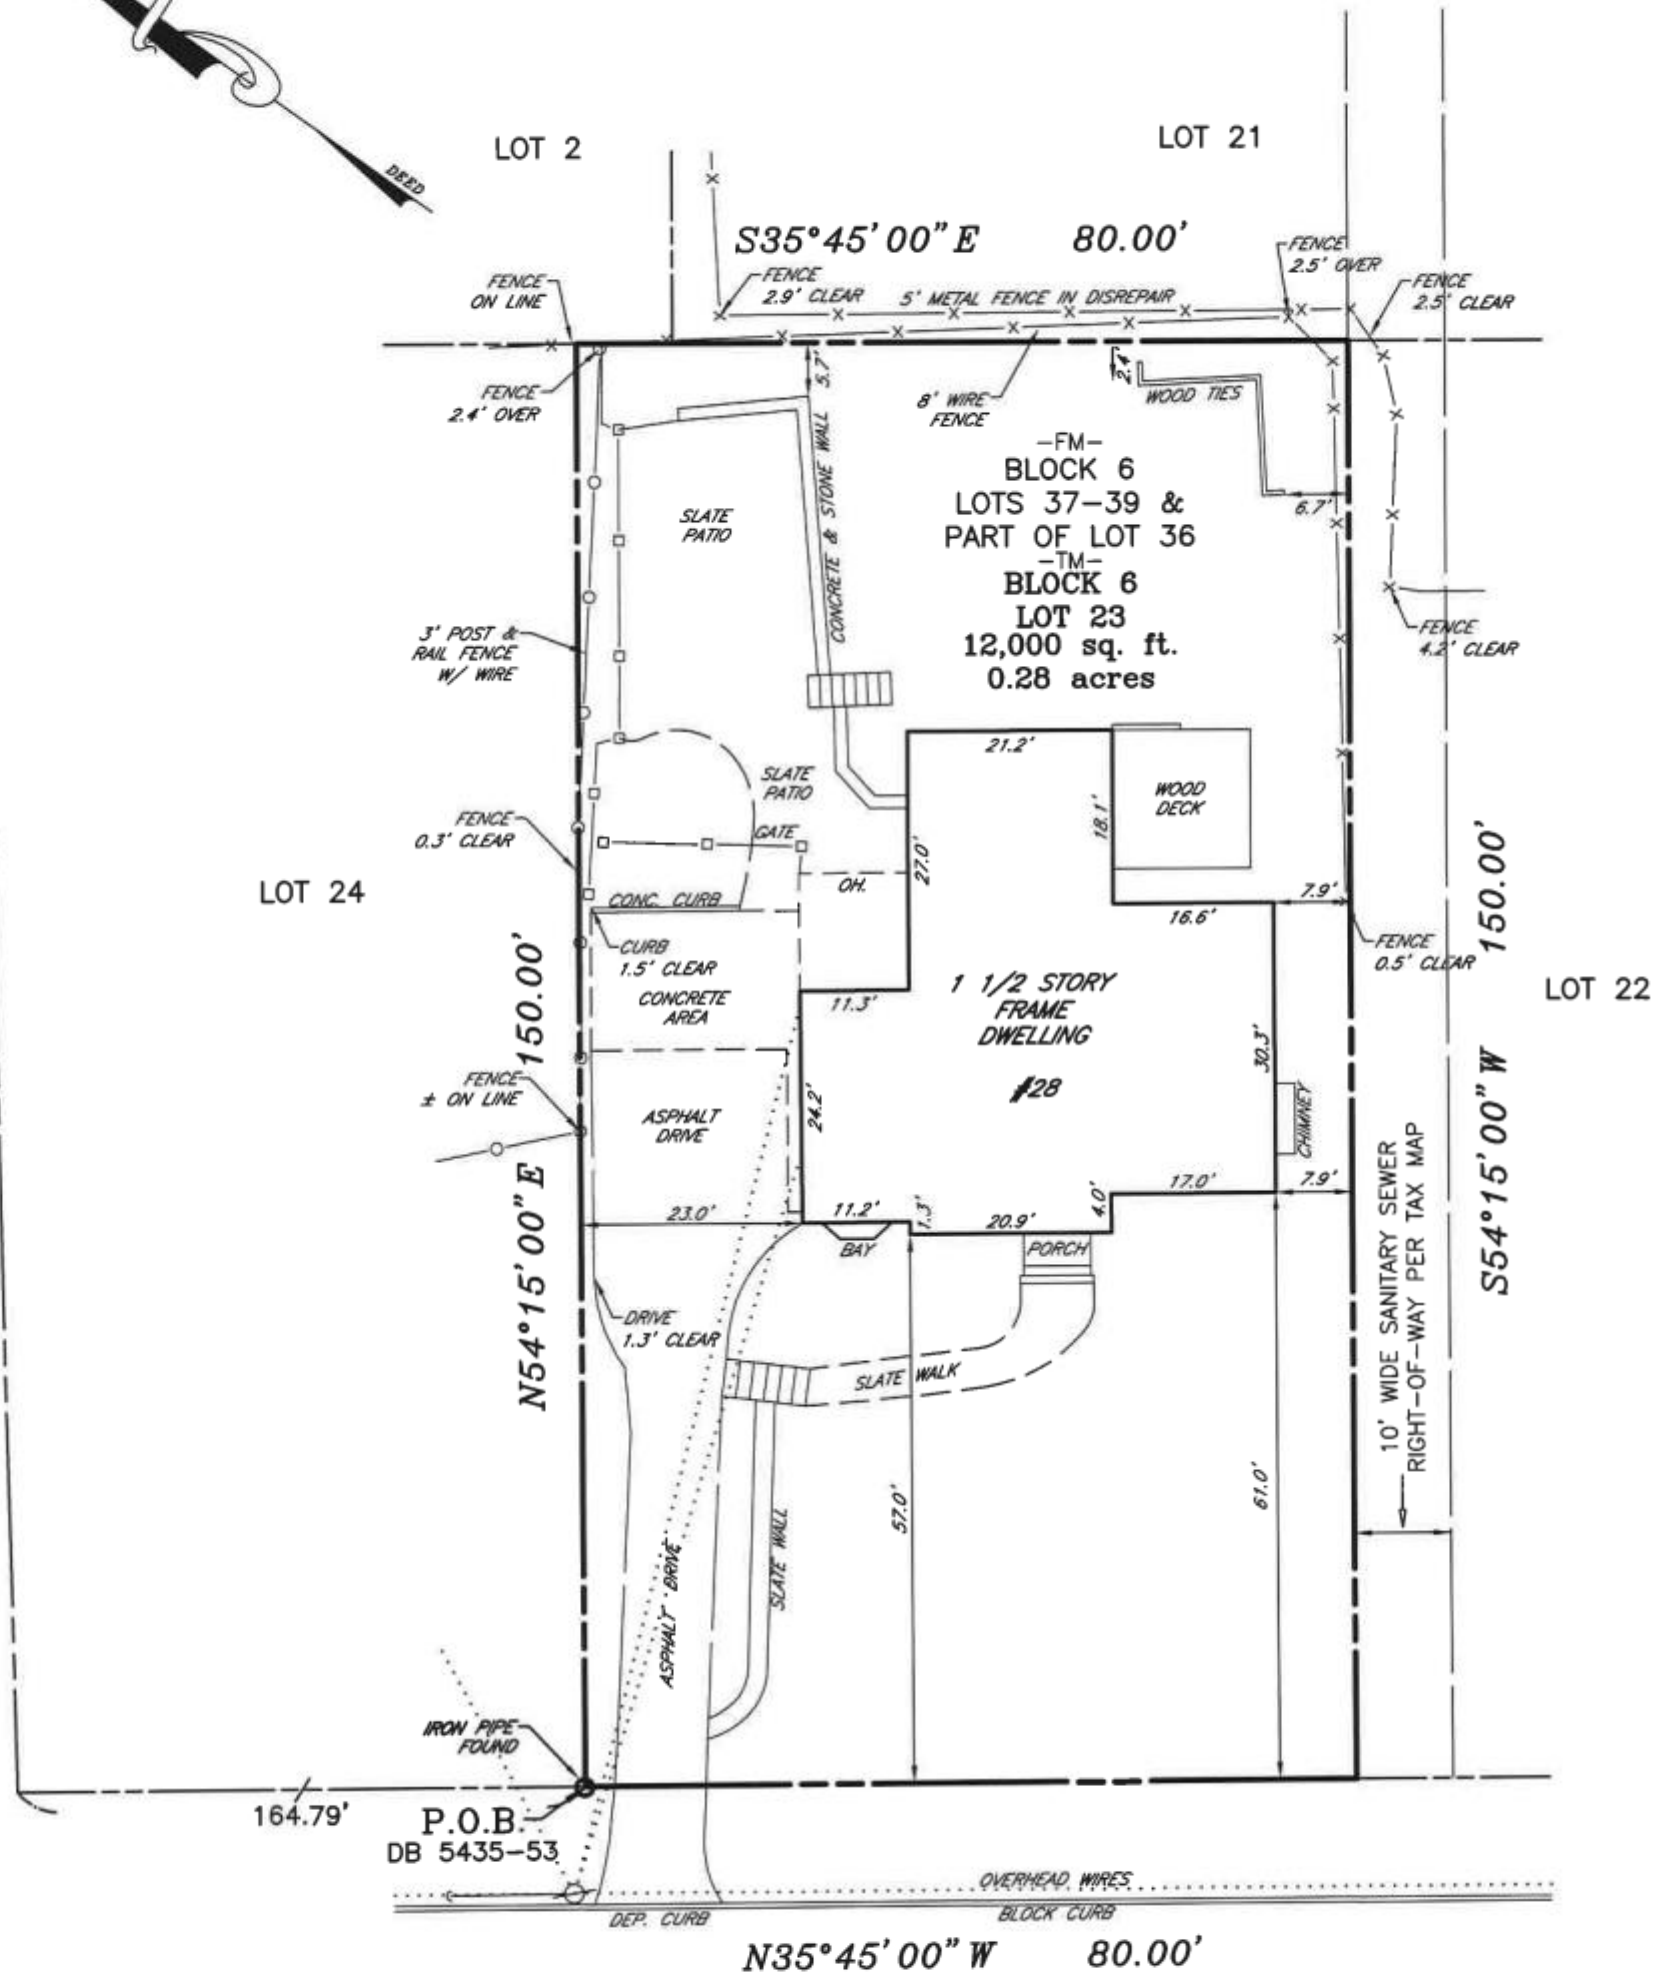 DEED
LOT 2
LOT 21
S35°45'00"E 80.00'
FENCE
ON LINE
FENCE
2.9' CLEAR
5' METAL FENCE IN DISREPAIR
FENCE
2.5' OVER
FENCE
2.5' CLEAR
FENCE
2.4' OVER
5.7'
8' WIRE
FENCE
2.4'
WOOD TIES
6.7'
SLATE
PATIO
CONCRETE & STONE WALL
-FM-
BLOCK 6
LOTS 37-39 &
PART OF LOT 36
-TM-
BLOCK 6
LOT 23
12,000 sq. ft.
0.28 acres
3' POST &
RAIL FENCE
W/ WIRE
FENCE
4.2' CLEAR
21.2'
SLATE
PATIO
WOOD
DECK
18.1'
FENCE
0.3' CLEAR
GATE
27.0'
OH.
LOT 24
CONC. CURB
7.9'
16.6'
CURB
1.5' CLEAR
FENCE
0.5' CLEAR
S54°15'00"W 150.00'
N54°15'00"E 150.00'
CONCRETE
AREA
11.3'
1 1/2 STORY
FRAME
DWELLING
#28
LOT 22
30.3'
FENCE
± ON LINE
ASPHALT
DRIVE
24.2'
CHIMNEY
10' WIDE SANITARY SEWER
RIGHT-OF-WAY PER TAX MAP
23.0'
11.2'
1.3'
20.9'
4.0'
17.0'
7.9'
BAY
PORCH
DRIVE
1.3' CLEAR
SLATE WALK
57.0'
61.0'
SLATE WALL
ASPHALT DRIVE
IRON PIPE
FOUND
164.79'
P.O.B.
DB 5435-53
OVERHEAD WIRES
DEP. CURB
BLOCK CURB
N35°45'00"W 80.00'